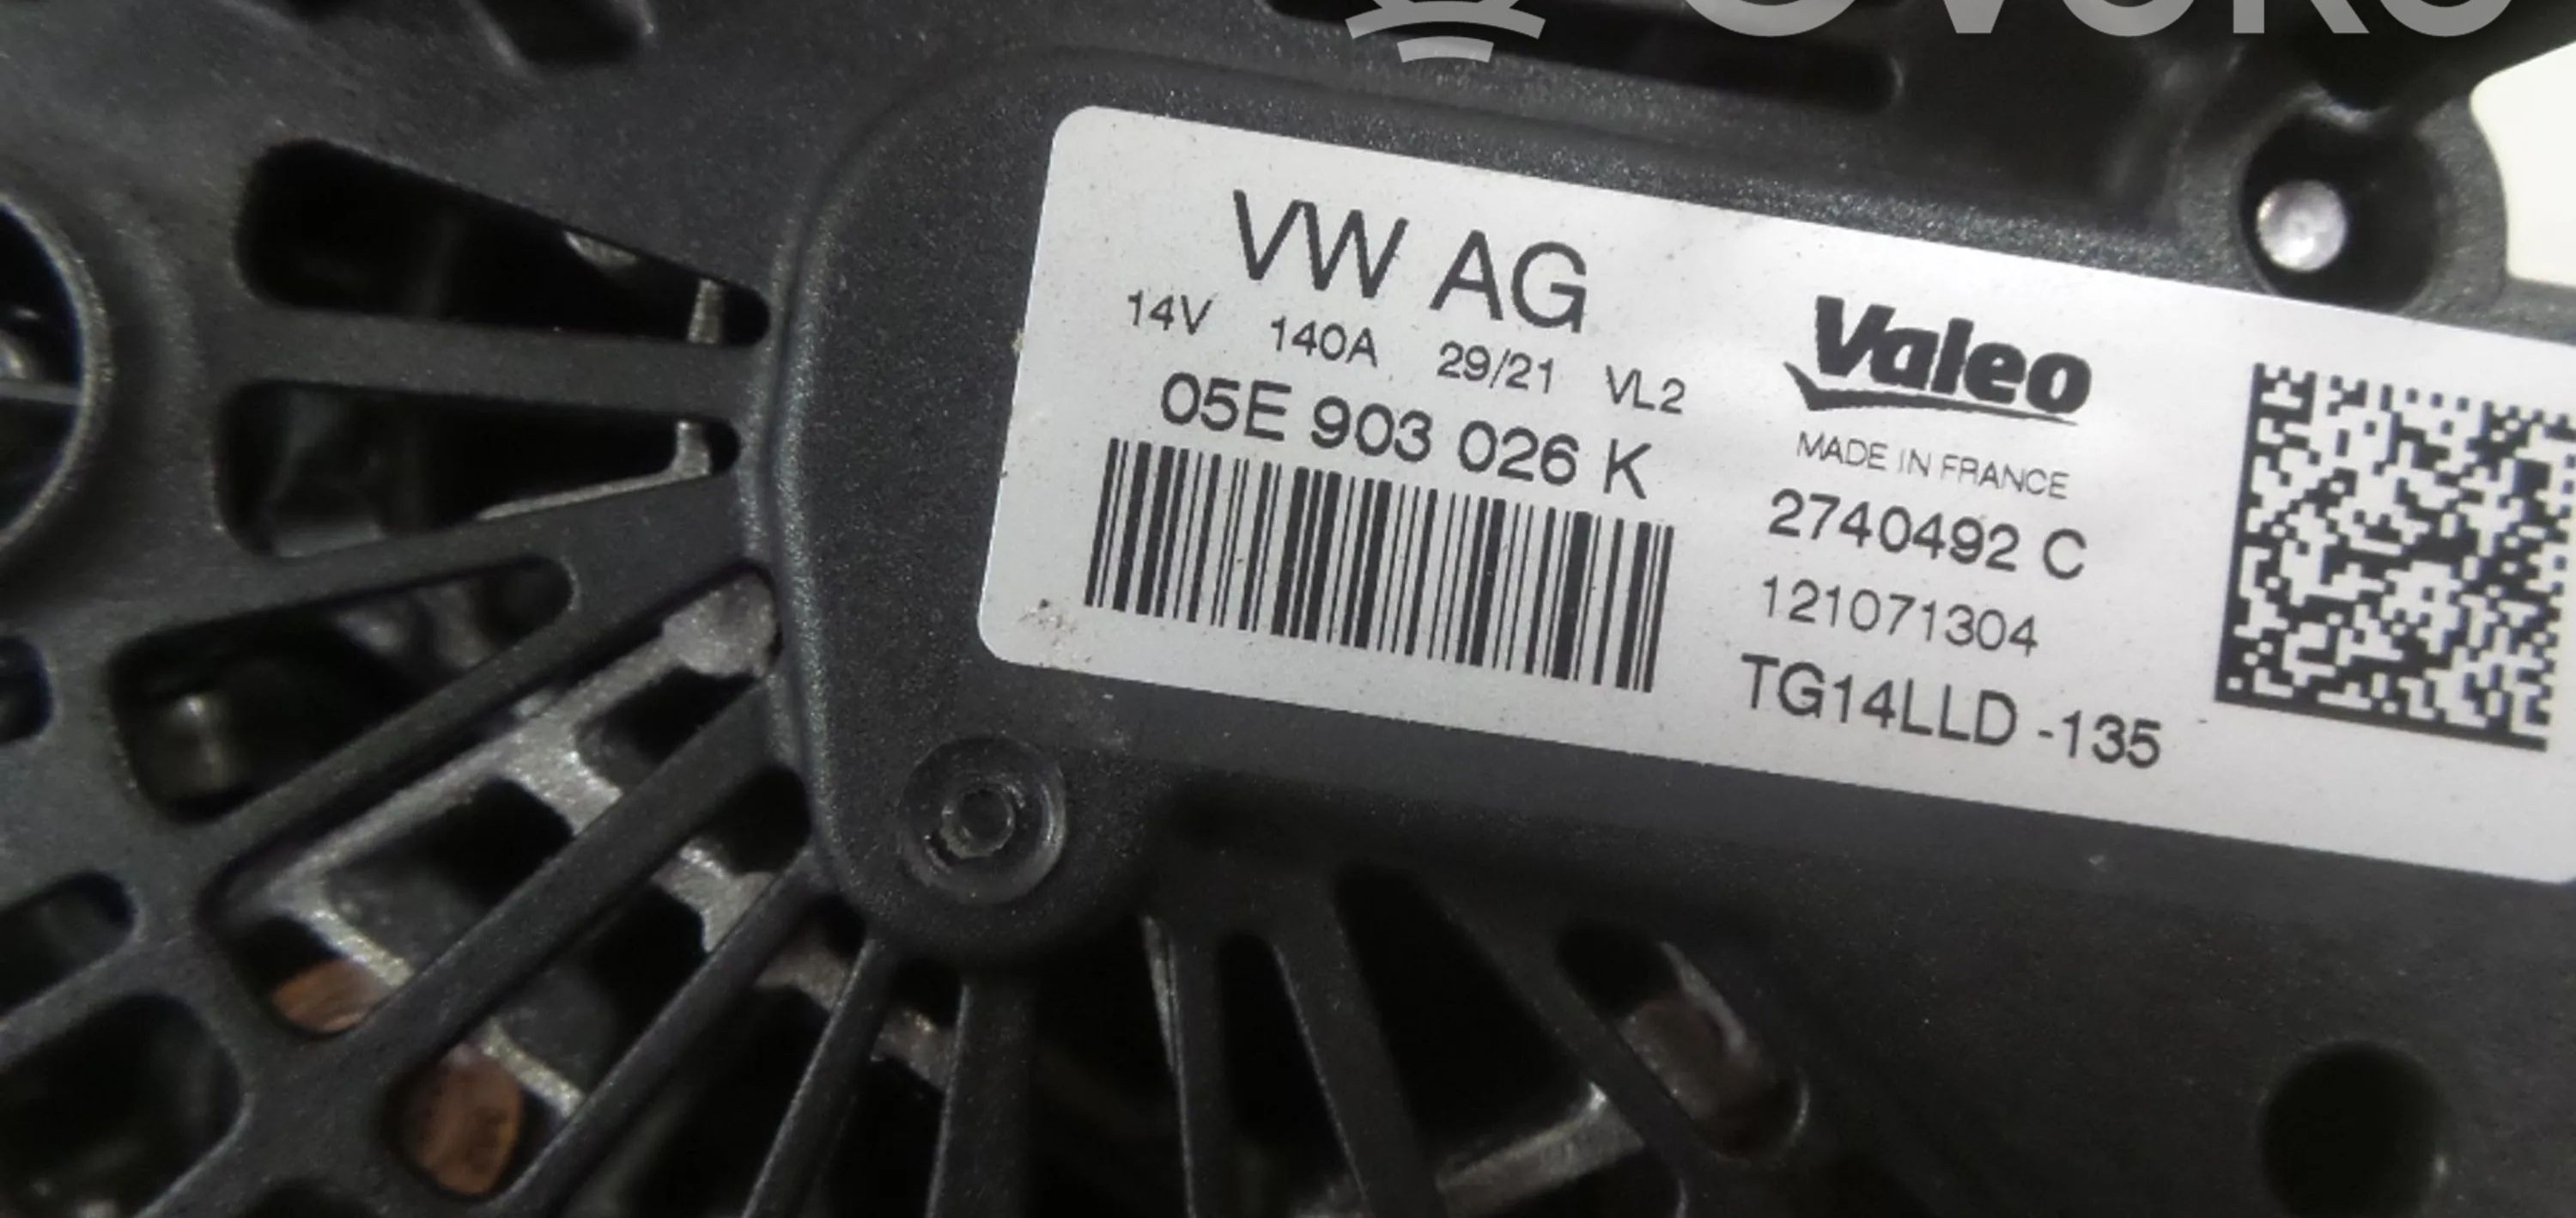 VW AG
14V 140A 29/21 VL2
05E 903 026 K
Valeo
MADE IN FRANCE
2740492 C
121071304
TG14LLD -135